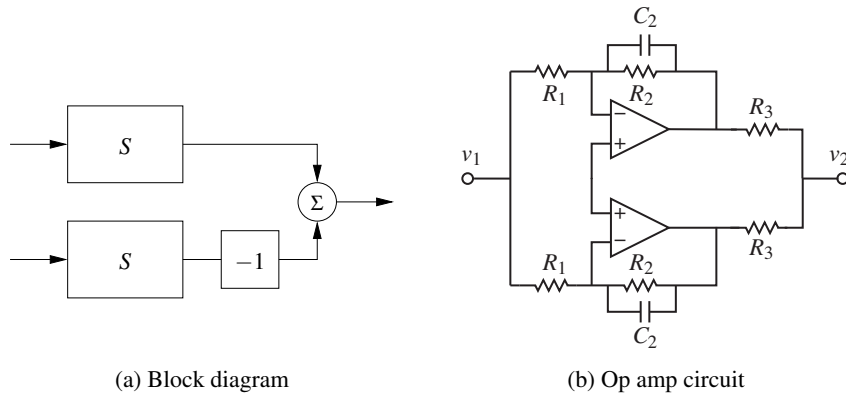 S
Σ
S
−1
(a) Block diagram
C₂
R₁
R₂
−
+
R₃
v₁
v₂
+
−
R₁
R₂
R₃
C₂
(b) Op amp circuit